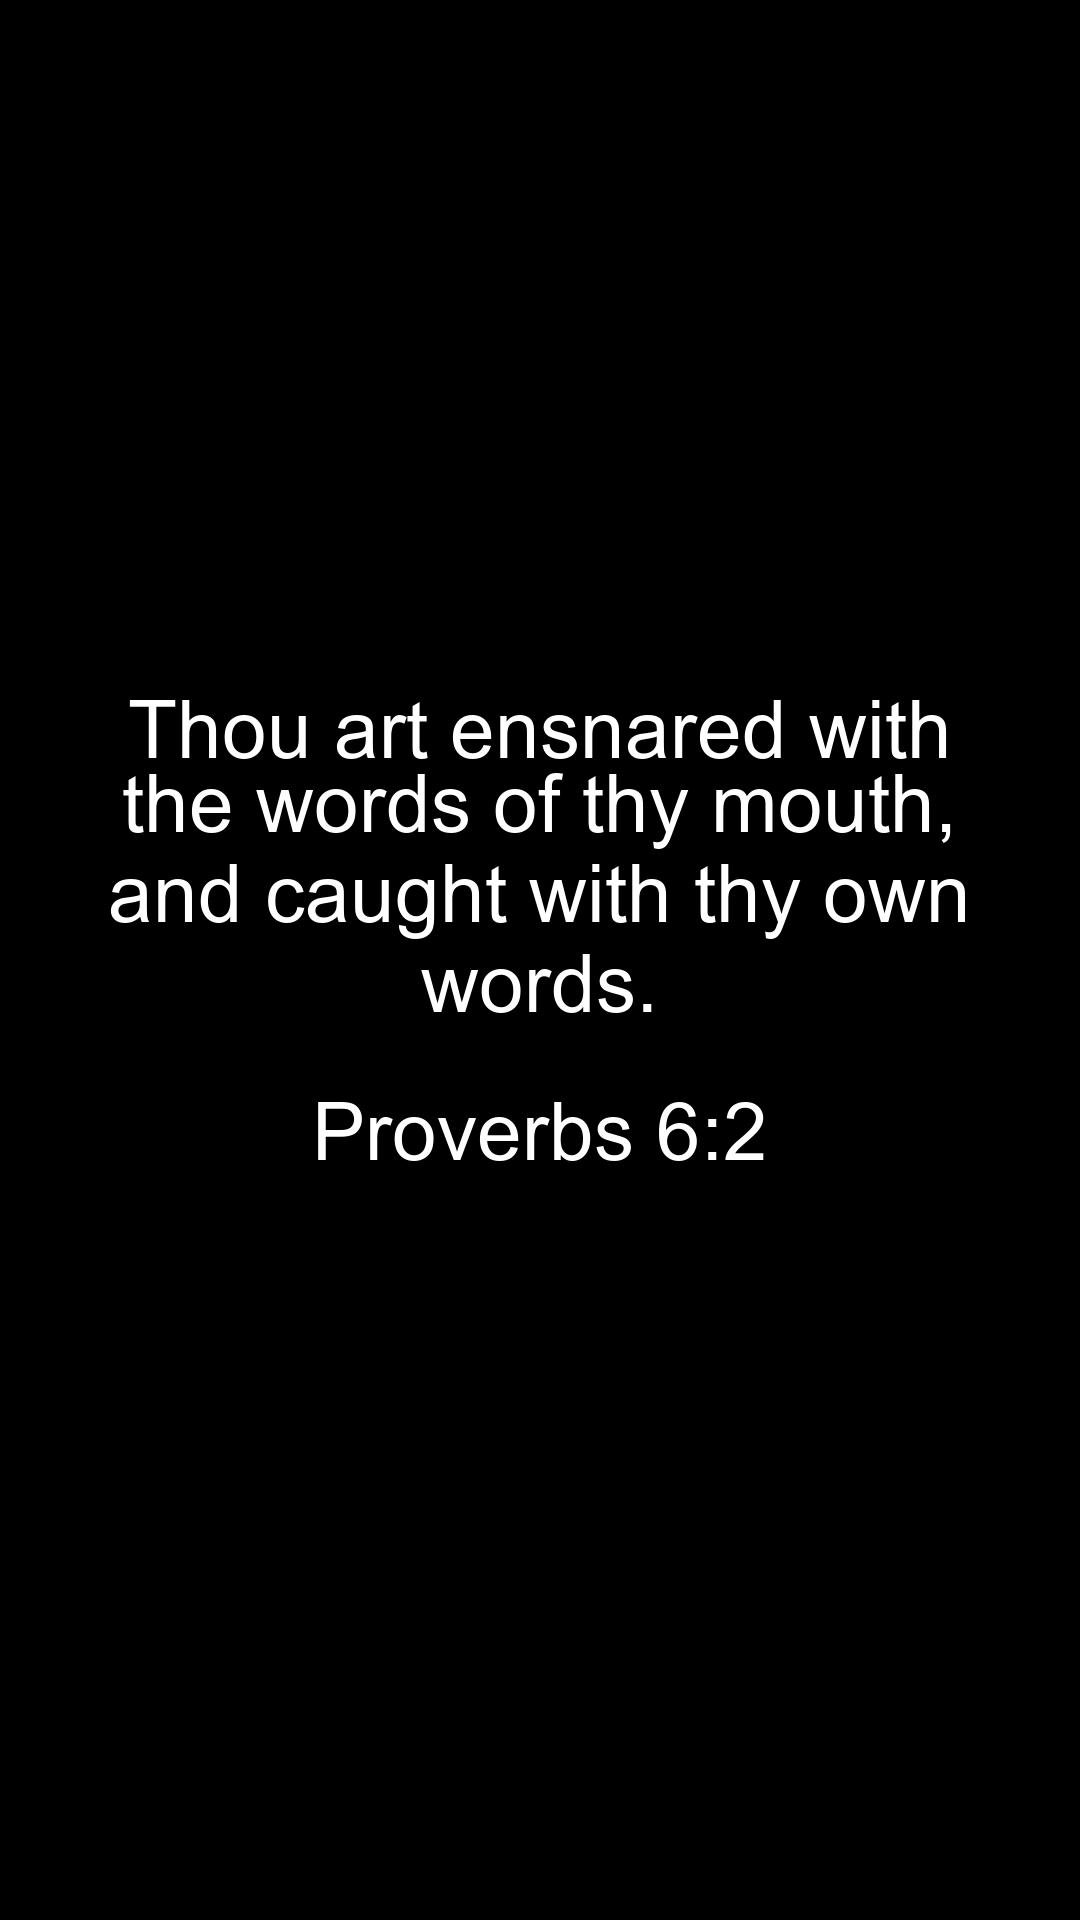 Thou art ensnared with
the words of thy mouth,
and caught with thy own
words.
Proverbs 6:2